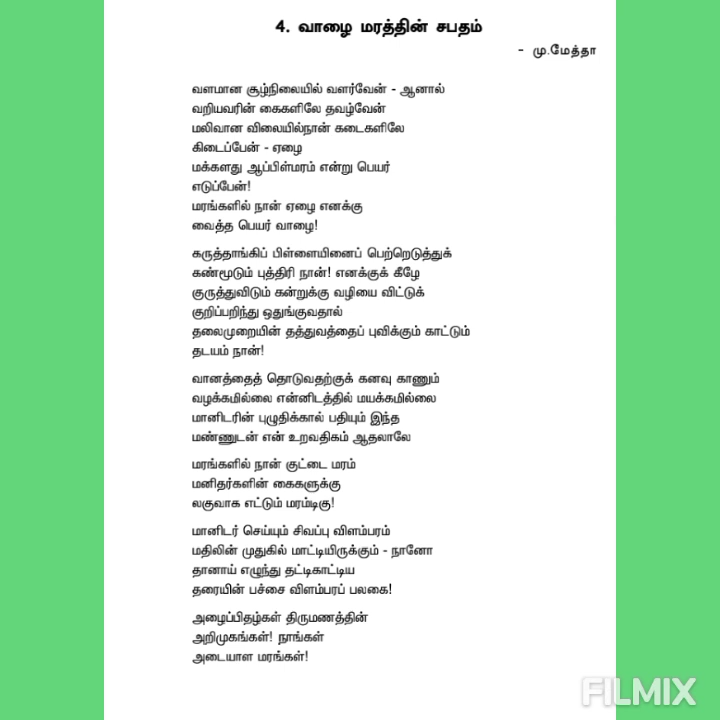 4. வாழை மரத்தின் சபதம்
- மு.மேத்தா
வளமான சூழ்நிலையில் வளர்வேன் - ஆனால்
வறியவரின் கைகளிலே தவழ்வேன்
மலிவான விலையில்நான் கடைகளிலே
கிடைப்பேன் - ஏழை
மக்களது ஆப்பிள்மரம் என்று பெயர்
எடுப்பேன்!
மரங்களில் நான் ஏழை எனக்கு
வைத்த பெயர் வாழை!
கருத்தாங்கிப் பிள்ளையினைப் பெற்றெடுத்துக்
கண்மூடும் புத்திரி நான்! எனக்குக் கீழே
குருத்துவிடும் கன்றுக்கு வழியை விட்டுக்
குறிப்பறிந்து ஒதுங்குவதால்
தலைமுறையின் தத்துவத்தைப் புவிக்கும் காட்டும்
தடயம் நான்!
வானத்தைத் தொடுவதற்குக் கனவு காணும்
வழக்கமில்லை என்னிடத்தில் மயக்கமில்லை
மானிடரின் புழுதிக்கால் பதியும் இந்த
மண்ணுடன் என் உறவதிகம் ஆதலாலே
மரங்களில் நான் குட்டை மரம்
மனிதர்களின் கைகளுக்கு
லகுவாக எட்டும் மரம்டிகு!
மானிடர் செய்யும் சிவப்பு விளம்பரம்
மதிலின் முதுகில் மாட்டியிருக்கும் - நானோ
தானாய் எழுந்து தட்டிகாட்டிய
தரையின் பச்சை விளம்பரப் பலகை!
அழைப்பிதழ்கள் திருமணத்தின்
அறிமுகங்கள்! நாங்கள்
அடையாள மரங்கள்!
FILMIX